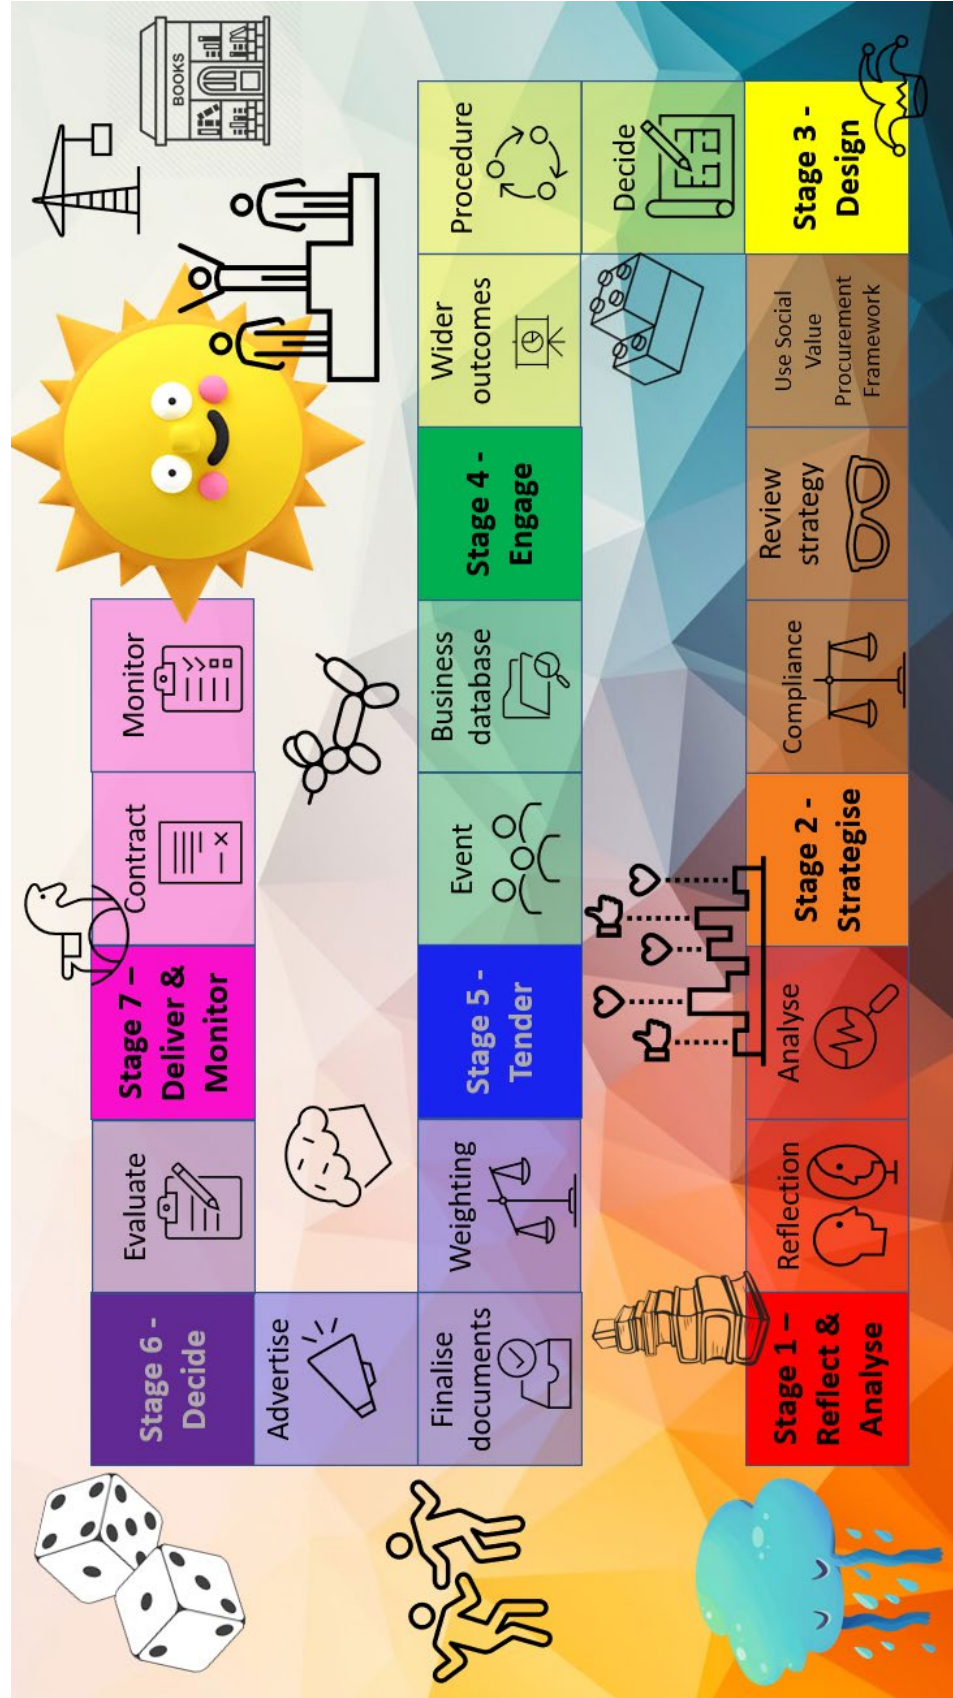 BOOKS
Stage 1 –
Reflect &
Analyse
Reflection
Analyse
Stage 2 -
Strategise
Compliance
Review
strategy
Use Social
Value
Procurement
Framework
Stage 3 -
Design
Decide
Procedure
Wider
outcomes
Stage 4 -
Engage
Business
database
Event
Stage 5 -
Tender
Weighting
Finalise
documents
Advertise
Stage 6 -
Decide
Evaluate
Stage 7 –
Deliver &
Monitor
Contract
Monitor